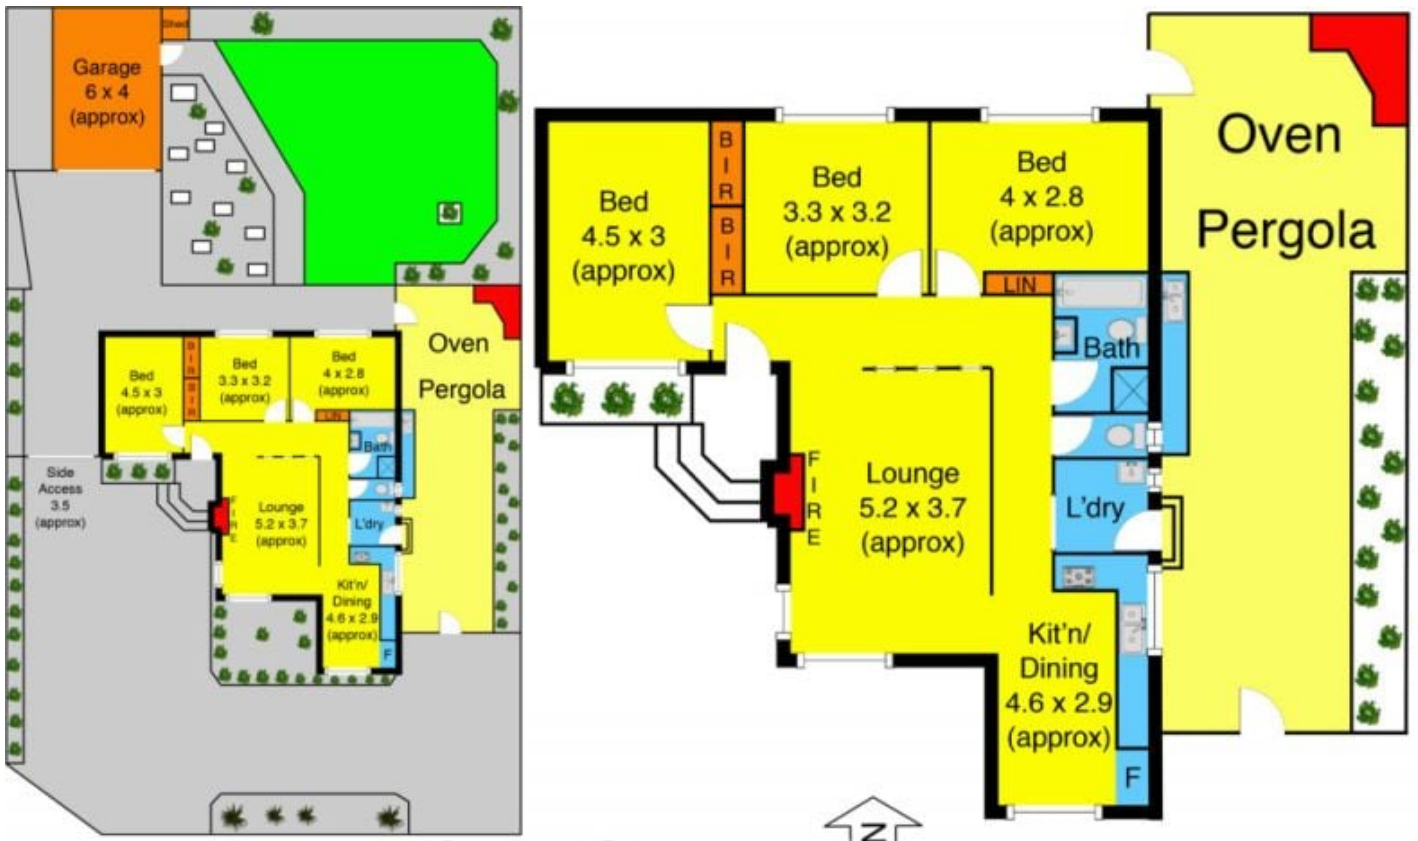 Shed
Garage
6 x 4
(approx)
Oven
Pergola
Bed
4.5 x 3
(approx)
B
I
R
B
I
R
Bed
3.3 x 3.2
(approx)
Bed
4 x 2.8
(approx)
LIN
Bath
Side
Access
3.5
(approx)
Lounge
5.2 x 3.7
(approx)
F
I
R
E
L'dry
Kit'n/
Dining
4.6 x 2.9
(approx)
F
Oven
Pergola
Bed
4.5 x 3
(approx)
B
I
R
B
I
R
Bed
3.3 x 3.2
(approx)
Bed
4 x 2.8
(approx)
LIN
Bath
Lounge
5.2 x 3.7
(approx)
F
I
R
E
L'dry
Kit'n/
Dining
4.6 x 2.9
(approx)
F
N